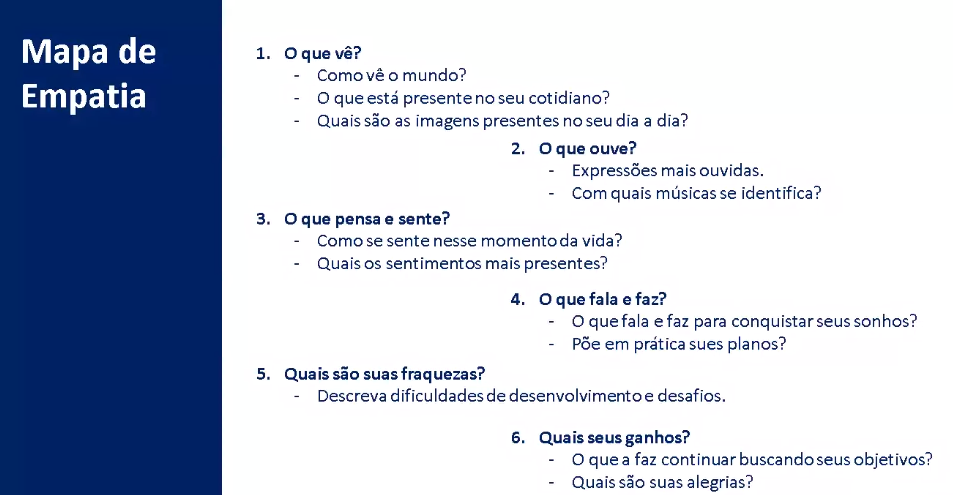 Mapa de
Empatia
1. O que vê?
- Como vê o mundo?
- O que está presente no seu cotidiano?
- Quais são as imagens presentes no seu dia a dia?
2. O que ouve?
- Expressões mais ouvidas.
- Com quais músicas se identifica?
3. O que pensa e sente?
- Como se sente nesse momento da vida?
- Quais os sentimentos mais presentes?
4. O que fala e faz?
- O que fala e faz para conquistar seus sonhos?
- Põe em prática sues planos?
5. Quais são suas fraquezas?
- Descreva dificuldades de desenvolvimento e desafios.
6. Quais seus ganhos?
- O que a faz continuar buscando seus objetivos?
- Quais são suas alegrias?